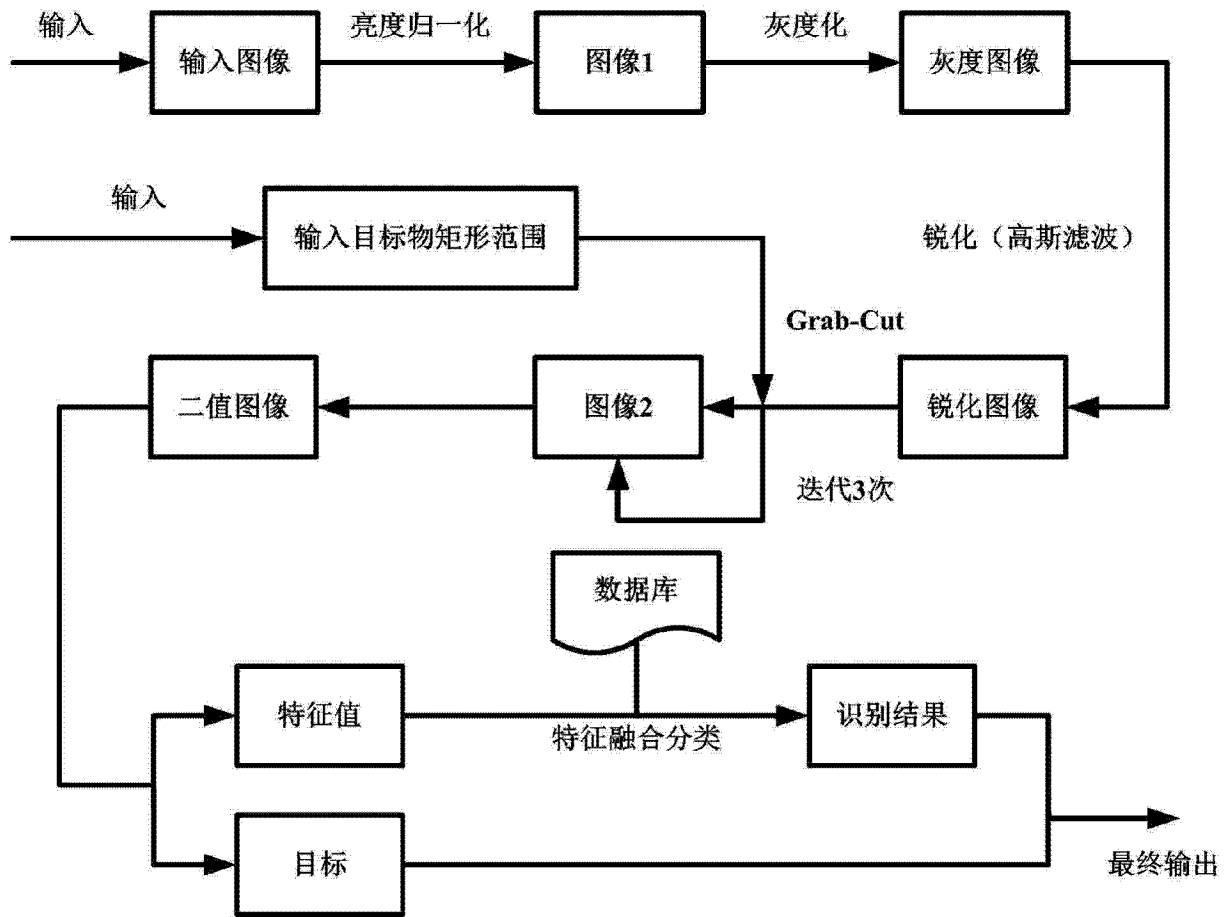 输入
亮度归一化
灰度化
输入图像
图像1
灰度图像
输入
输入目标物矩形范围
锐化（高斯滤波）
Grab-Cut
二值图像
图像2
锐化图像
迭代3次
数据库
特征值
识别结果
特征融合分类
目标
最终输出